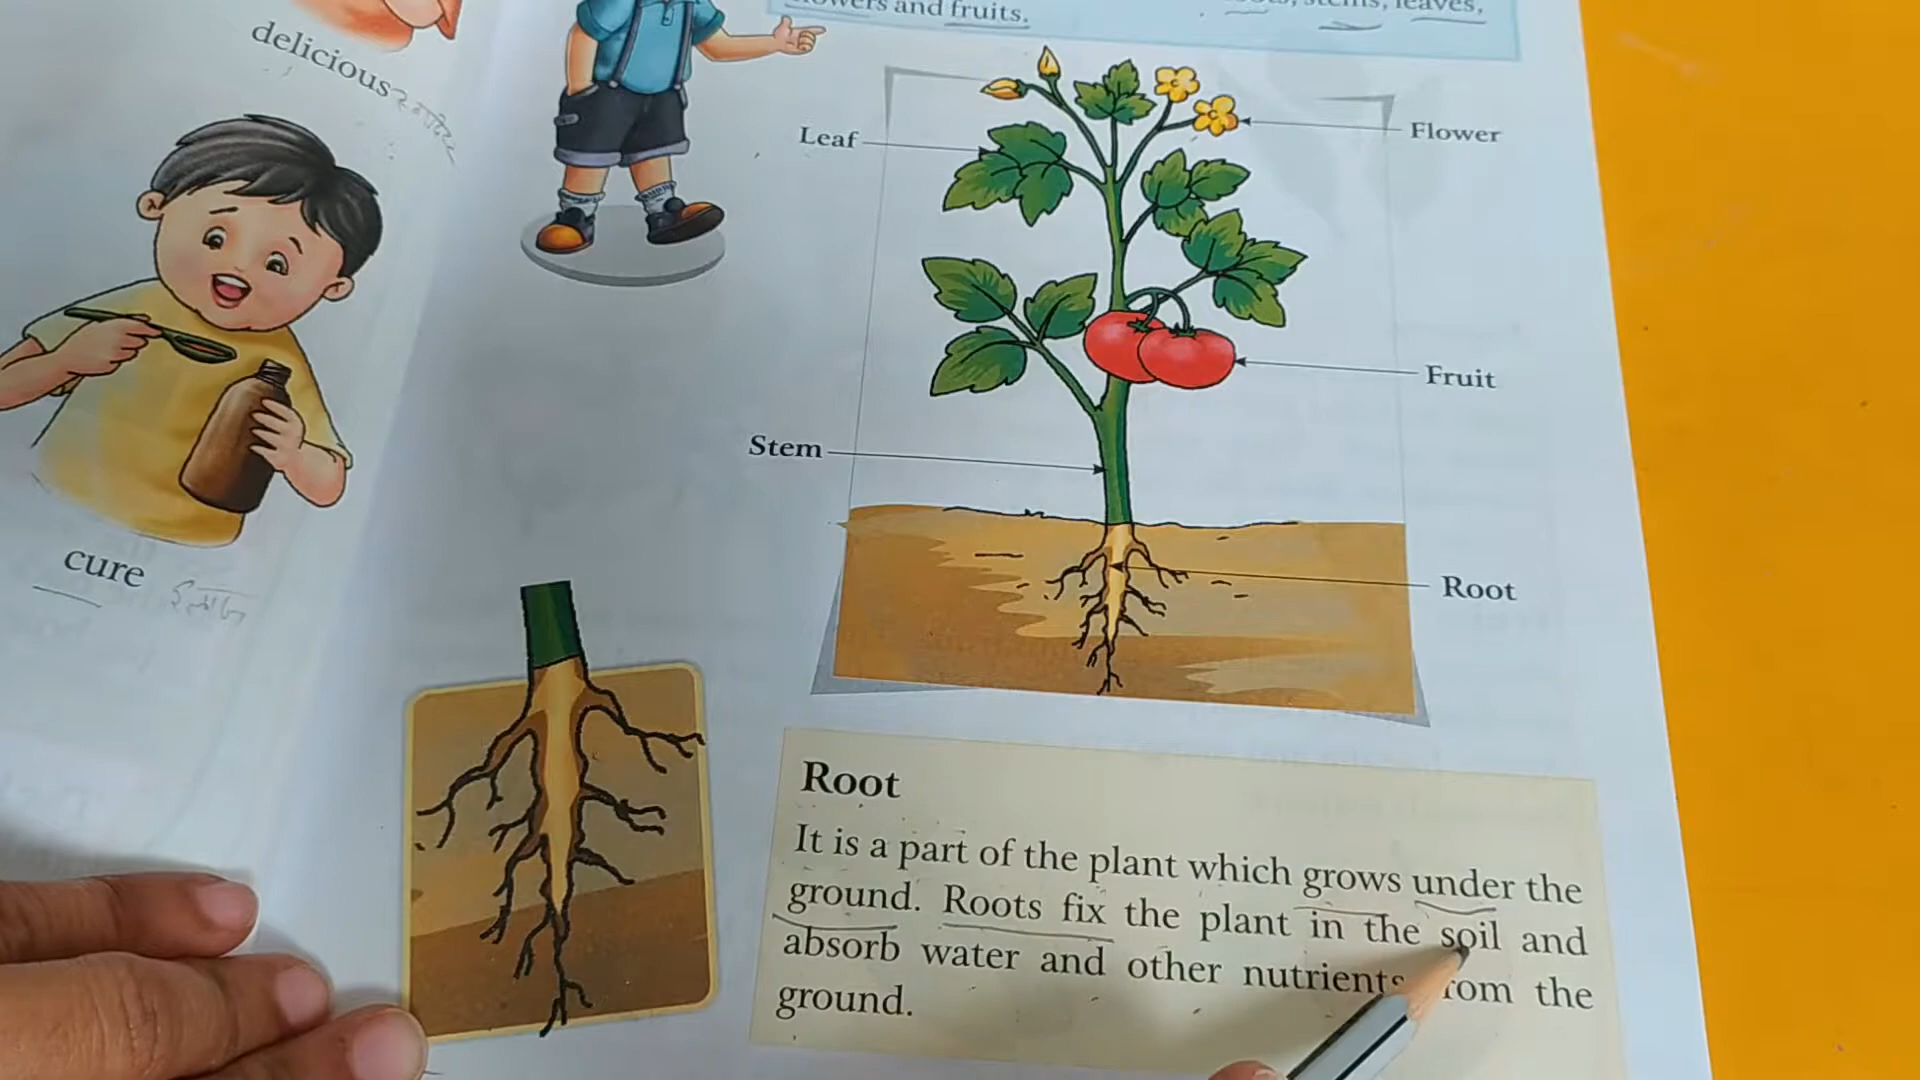 delicious
cure
flowers and fruits.
stems, leaves,
Leaf
Flower
Fruit
Stem
Root
Root
It is a part of the plant which grows under the
ground. Roots fix the plant in the soil and
absorb water and other nutrients from the
ground.